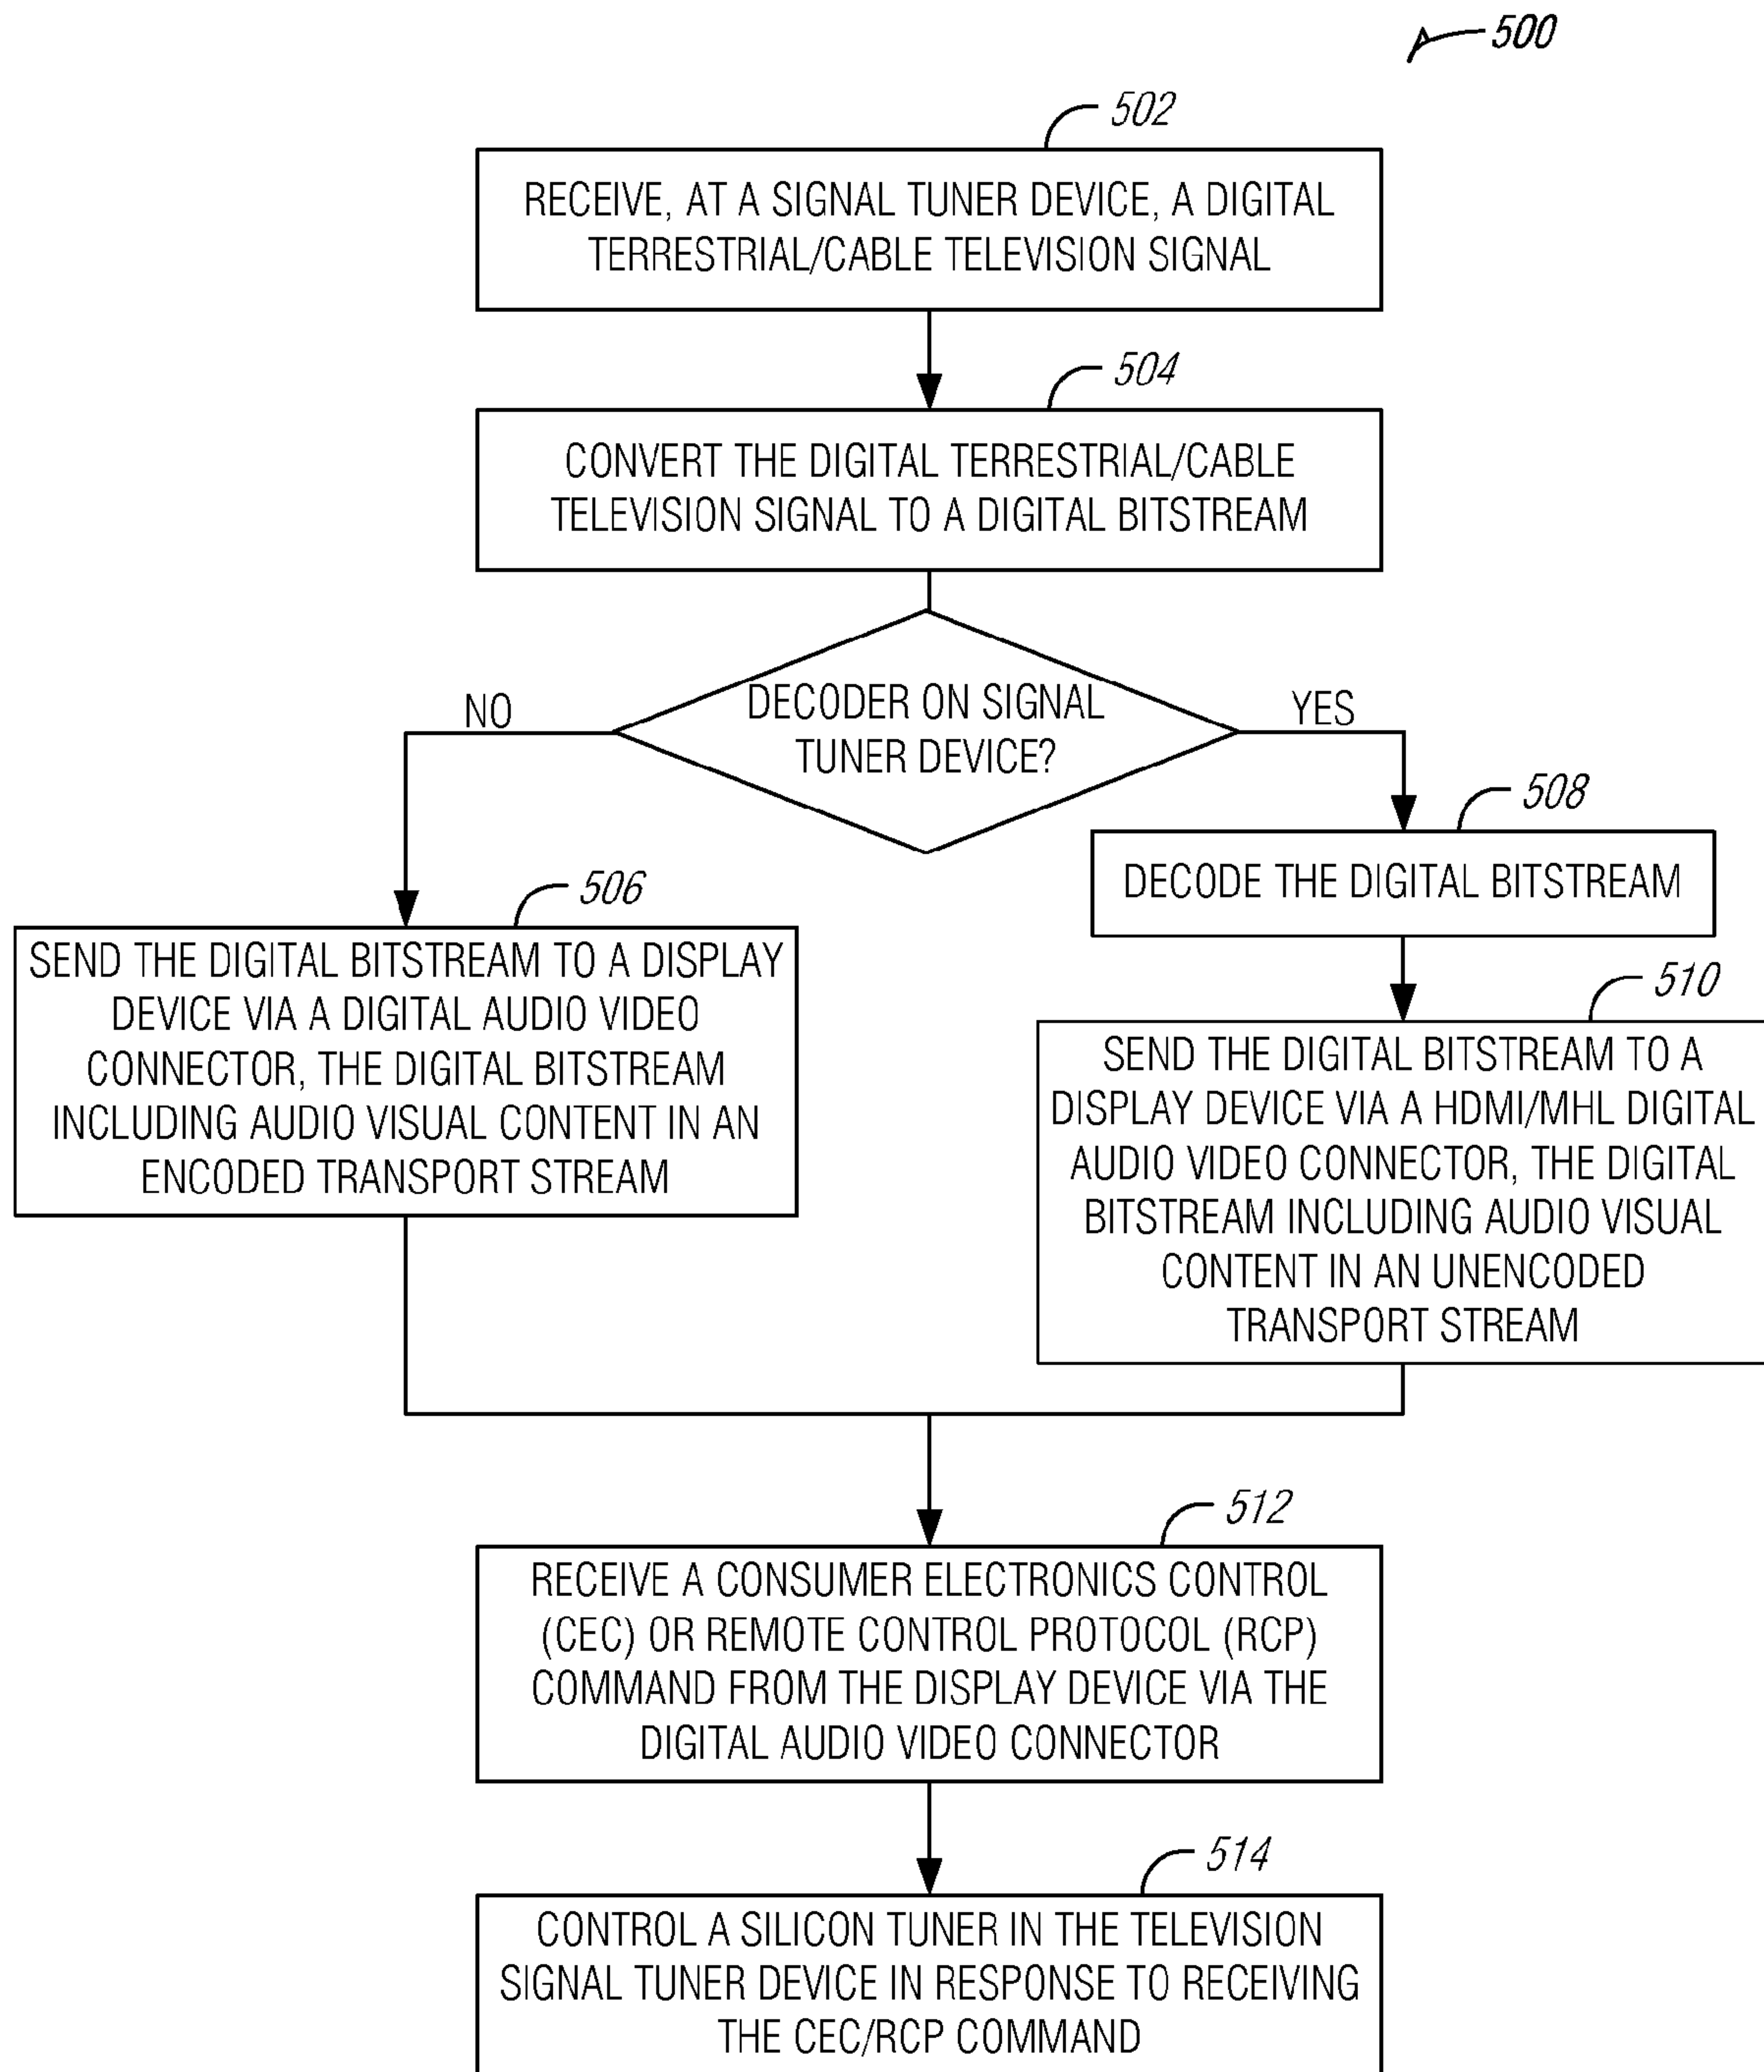 500
502
RECEIVE, AT A SIGNAL TUNER DEVICE, A DIGITAL
TERRESTRIAL/CABLE TELEVISION SIGNAL
504
CONVERT THE DIGITAL TERRESTRIAL/CABLE
TELEVISION SIGNAL TO A DIGITAL BITSTREAM
DECODER ON SIGNAL
TUNER DEVICE?
NO
YES
506
SEND THE DIGITAL BITSTREAM TO A DISPLAY
DEVICE VIA A DIGITAL AUDIO VIDEO
CONNECTOR, THE DIGITAL BITSTREAM
INCLUDING AUDIO VISUAL CONTENT IN AN
ENCODED TRANSPORT STREAM
508
DECODE THE DIGITAL BITSTREAM
510
SEND THE DIGITAL BITSTREAM TO A
DISPLAY DEVICE VIA A HDMI/MHL DIGITAL
AUDIO VIDEO CONNECTOR, THE DIGITAL
BITSTREAM INCLUDING AUDIO VISUAL
CONTENT IN AN UNENCODED
TRANSPORT STREAM
512
RECEIVE A CONSUMER ELECTRONICS CONTROL
(CEC) OR REMOTE CONTROL PROTOCOL (RCP)
COMMAND FROM THE DISPLAY DEVICE VIA THE
DIGITAL AUDIO VIDEO CONNECTOR
514
CONTROL A SILICON TUNER IN THE TELEVISION
SIGNAL TUNER DEVICE IN RESPONSE TO RECEIVING
THE CEC/RCP COMMAND